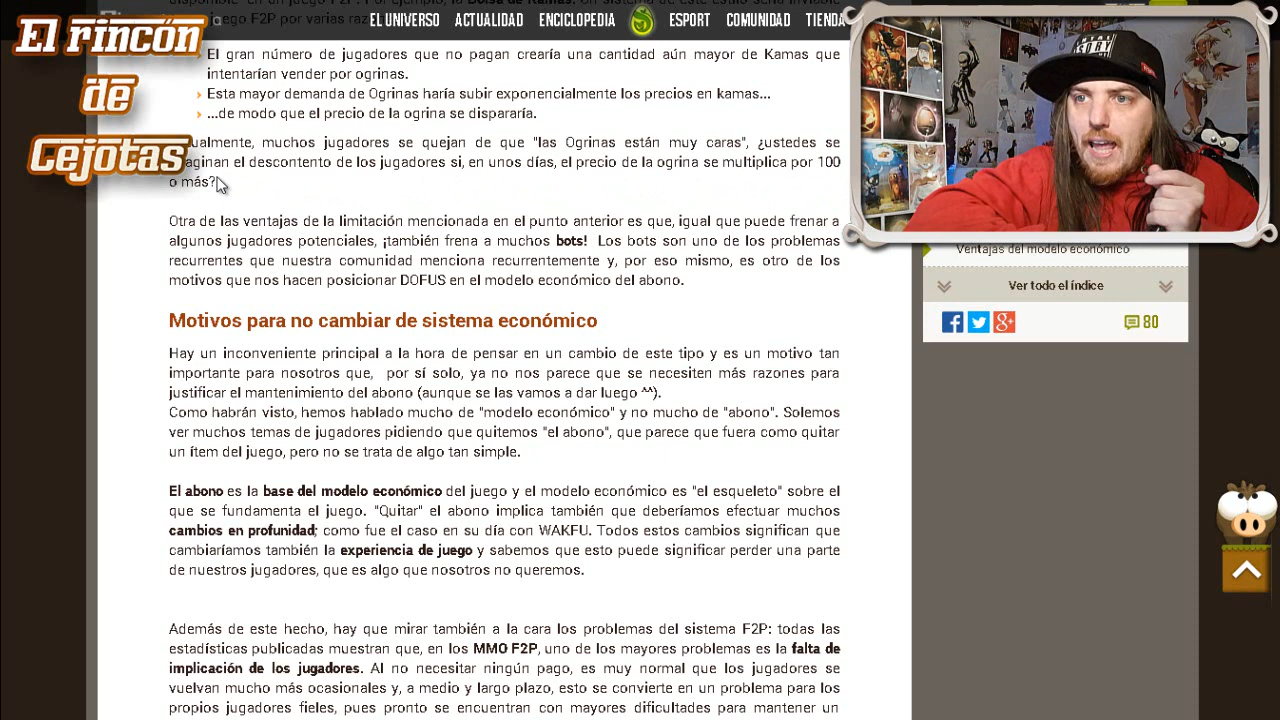 El rincón
de
Cejotas
EL UNIVERSO ACTUALIDAD ENCICLOPEDIA ESPORT COMUNIDAD TIENDA
El gran número de jugadores que no pagan crearía una cantidad aún mayor de Kamas que
intentarían vender por ogrinas.
Esta mayor demanda de Ogrinas haría subir exponencialmente los precios en kamas...
...de modo que el precio de la ogrina se dispararía.
muchos jugadores se quejan de que "las Ogrinas están muy caras", ¿ustedes se
el descontento de los jugadores si, en unos días, el precio de la ogrina se multiplica por 100
o más?
Otra de las ventajas de la limitación mencionada en el punto anterior es que, igual que puede frenar a
algunos jugadores potenciales, ¡también frena a muchos bots! Los bots son uno de los problemas
recurrentes que nuestra comunidad menciona recurrentemente y, por eso mismo, es otro de los
motivos que nos hacen posicionar DOFUS en el modelo económico del abono.
Motivos para no cambiar de sistema económico
Hay un inconveniente principal a la hora de pensar en un cambio de este tipo y es un motivo tan
importante para nosotros que, por sí solo, ya no nos parece que se necesiten más razones para
justificar el mantenimiento del abono (aunque se las vamos a dar luego ^^).
Como habrán visto, hemos hablado mucho de "modelo económico" y no mucho de "abono". Solemos
ver muchos temas de jugadores pidiendo que quitemos "el abono", que parece que fuera como quitar
un ítem del juego, pero no se trata de algo tan simple.
El abono es la base del modelo económico del juego y el modelo económico es "el esqueleto" sobre el
que se fundamenta el juego. "Quitar" el abono implica también que deberíamos efectuar muchos
cambios en profunidad; como fue el caso en su día con WAKFU. Todos estos cambios significan que
cambiaríamos también la experiencia de juego y sabemos que esto puede significar perder una parte
de nuestros jugadores, que es algo que nosotros no queremos.
Además de este hecho, hay que mirar también a la cara los problemas del sistema F2P: todas las
estadísticas publicadas muestran que, en los MMO F2P, uno de los mayores problemas es la falta de
implicación de los jugadores. Al no necesitar ningún pago, es muy normal que los jugadores se
vuelvan mucho más ocasionales y, a medio y largo plazo, esto se convierte en un problema para los
propios jugadores fieles, pues pronto se encuentran con mayores dificultades para mantener un
Ventajas del modelo económico
Ver todo el índice
80